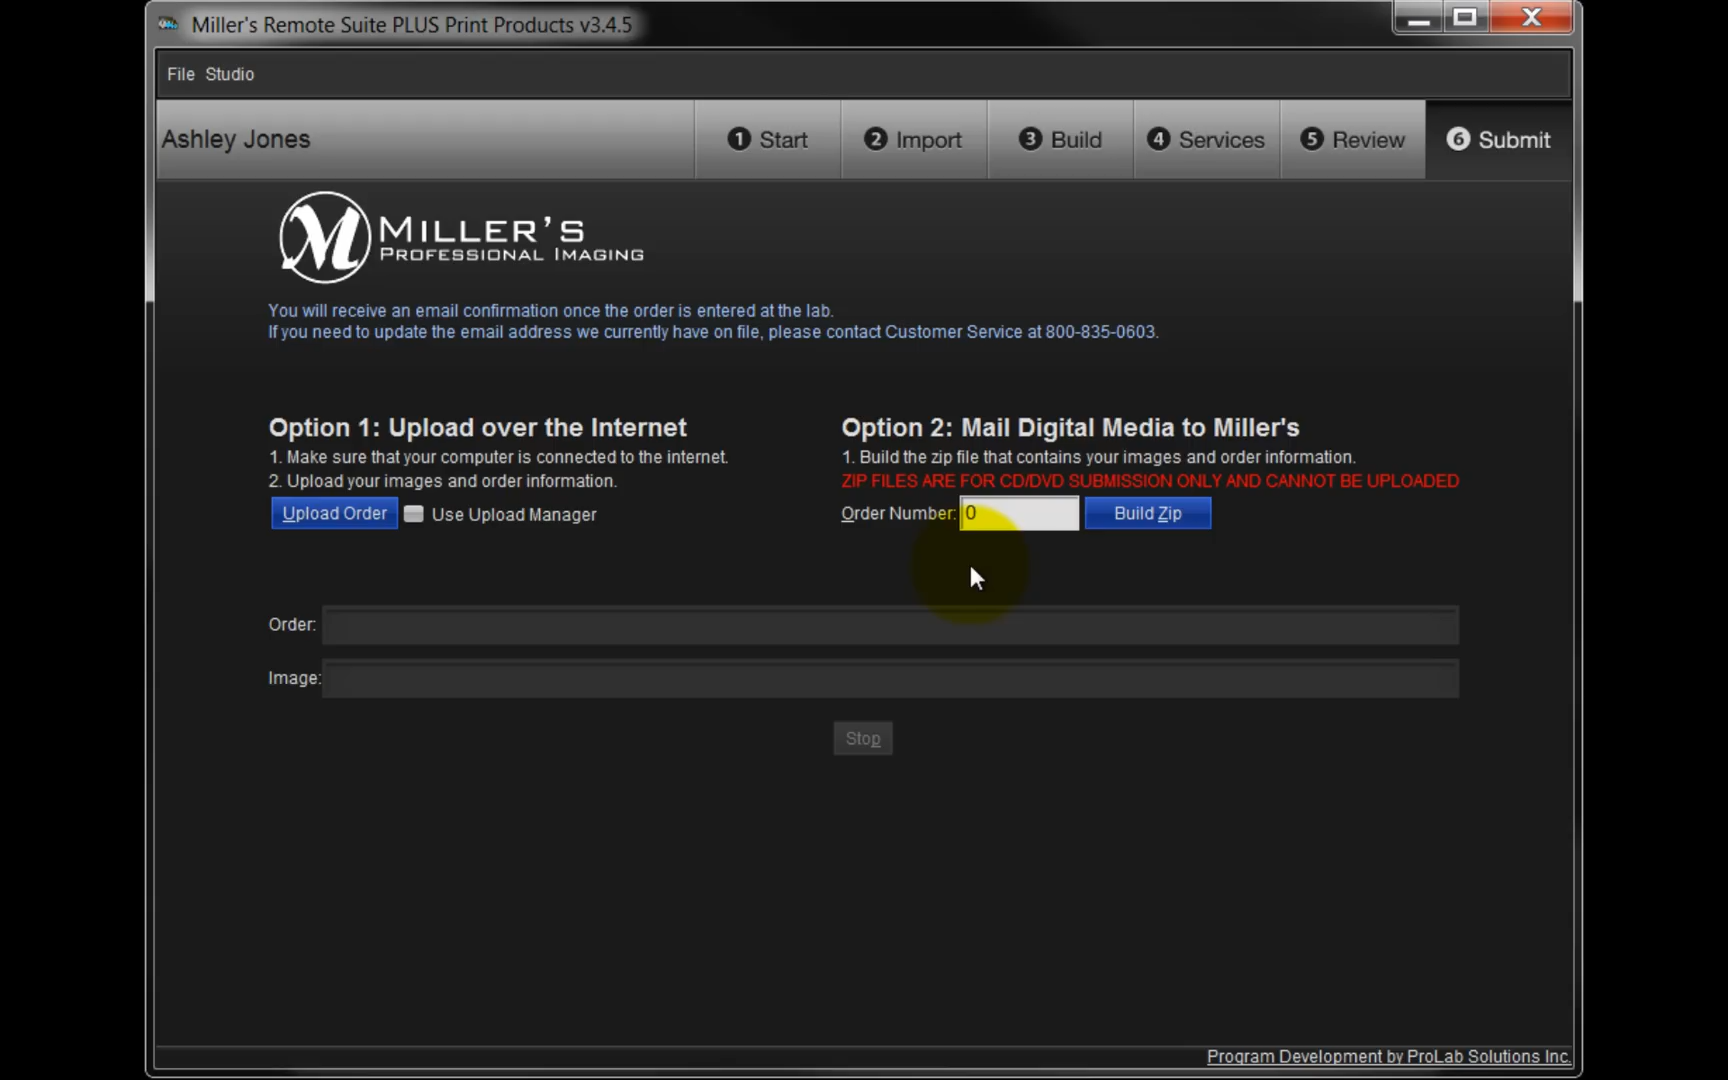 Miller's Remote Suite PLUS Print Products v3.4.5
File Studio
Ashley Jones
1 Start
2 Import
3 Build
4 Services
5 Review
6 Submit
M MILLER'S
PROFESSIONAL IMAGING
You will receive an email confirmation once the order is entered at the lab.
If you need to update the email address we currently have on file, please contact Customer Service at 800-835-0603.
Option 1: Upload over the Internet
1. Make sure that your computer is connected to the internet.
2. Upload your images and order information.
Upload Order Use Upload Manager
Option 2: Mail Digital Media to Miller's
1. Build the zip file that contains your images and order information.
ZIP FILES ARE FOR CD/DVD SUBMISSION ONLY AND CANNOT BE UPLOADED
Order Number: 0 Build Zip
Order:
Image:
Stop
Program Development by ProLab Solutions Inc.